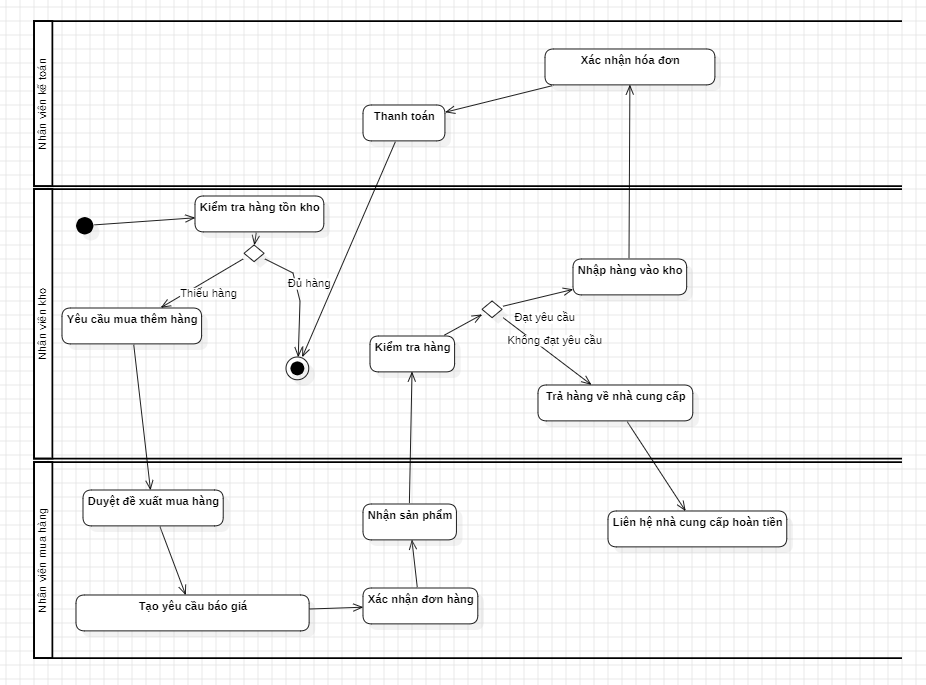 Nhân viên kế toán
Xác nhận hóa đơn
Thanh toán
Nhân viên kho
Kiểm tra hàng tồn kho
Thiếu hàng
Đủ hàng
Yêu cầu mua thêm hàng
Nhập hàng vào kho
Đạt yêu cầu
Không đạt yêu cầu
Kiểm tra hàng
Trả hàng về nhà cung cấp
Nhân viên mua hàng
Duyệt đề xuất mua hàng
Nhận sản phẩm
Liên hệ nhà cung cấp hoàn tiền
Tạo yêu cầu báo giá
Xác nhận đơn hàng